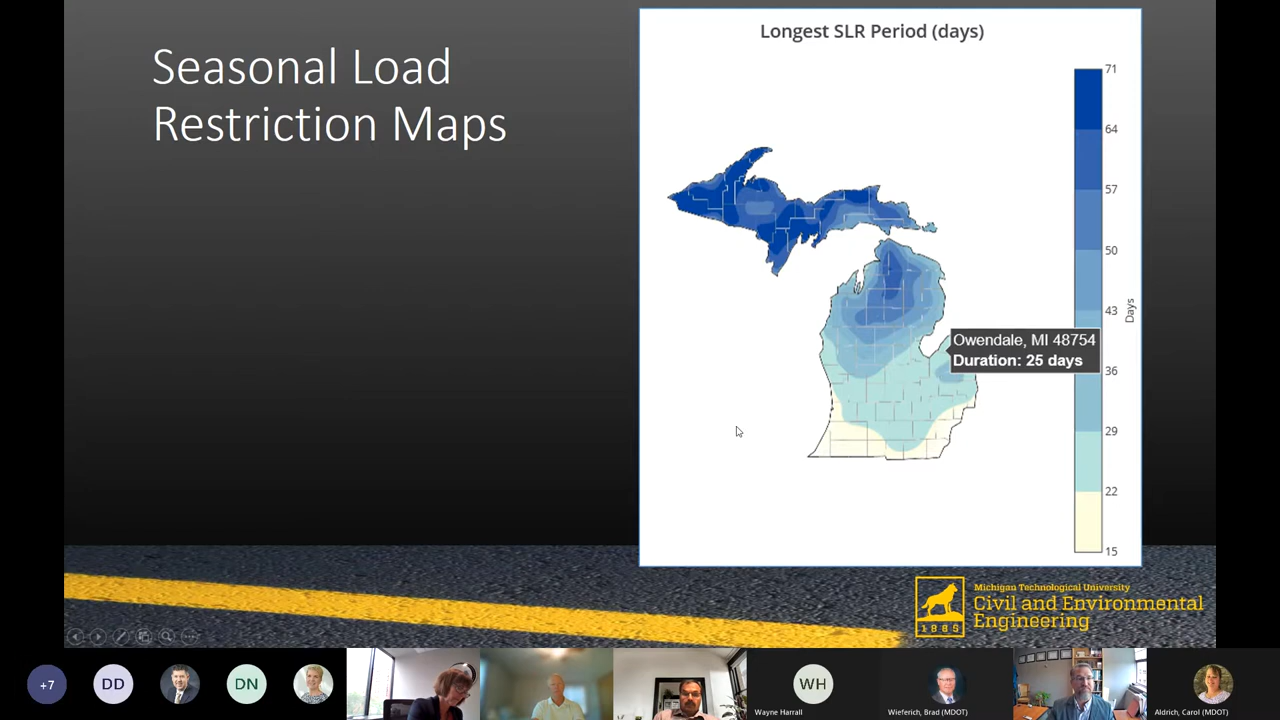 Seasonal Load
Restriction Maps
Longest SLR Period (days)
71
64
57
50
43
36
29
22
15
Days
Owendale, MI 48754
Duration: 25 days
Michigan Technological University
Civil and Environmental
Engineering
1885
+7
DD
DN
WH
Wayne Harrall
Wieferich, Brad (MDOT)
Aldrich, Carol (MDOT)